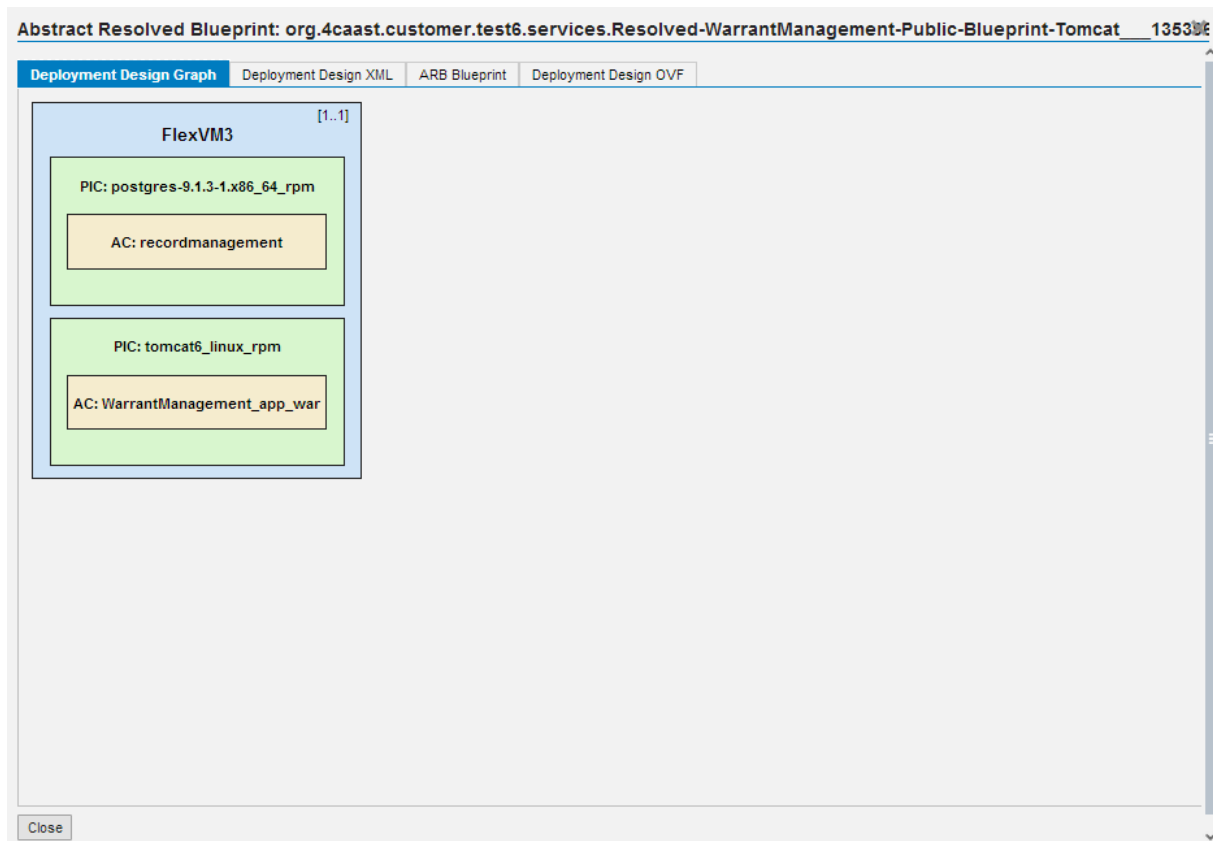 Abstract Resolved Blueprint: org.4caast.customer.test6.services.Resolved-WarrantManagement-Public-Blueprint-Tomcat___1353
Deployment Design Graph Deployment Design XML ARB Blueprint Deployment Design OVF
[1..1]
FlexVM3
PIC: postgres-9.1.3-1.x86_64_rpm
AC: recordmanagement
PIC: tomcat6_linux_rpm
AC: WarrantManagement_app_war
Close